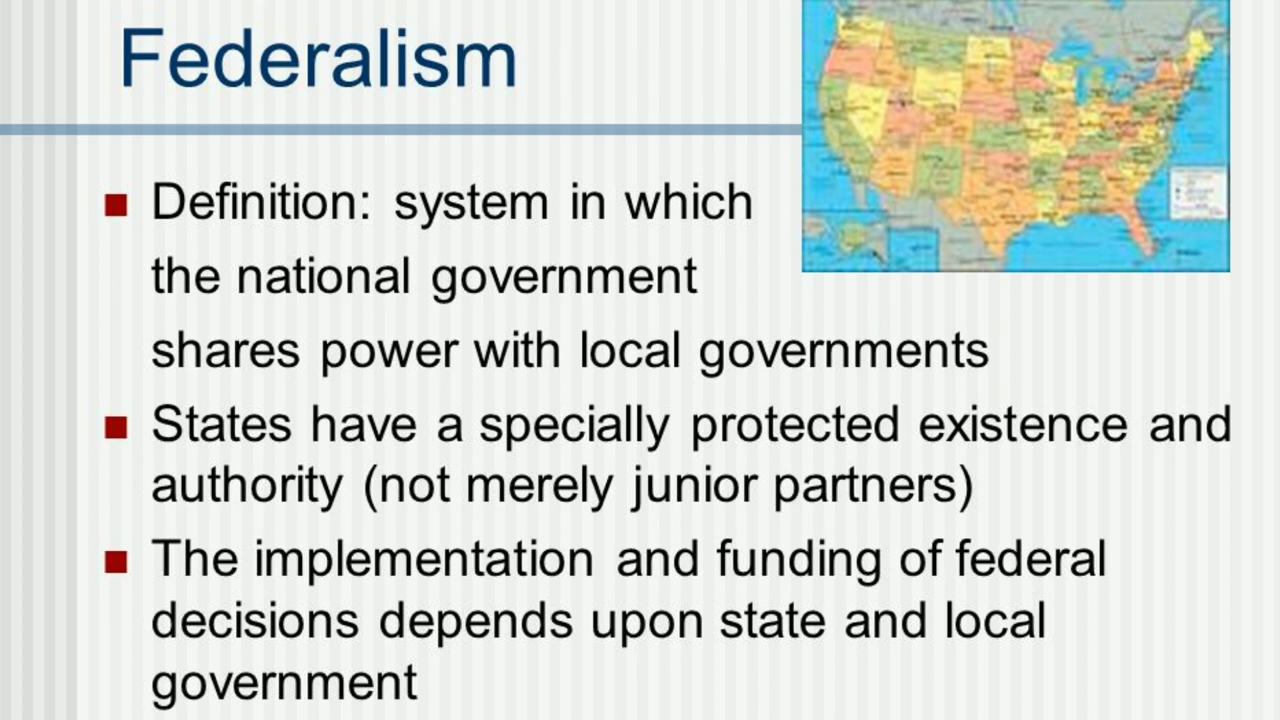 Federalism
Definition: system in which
the national government
shares power with local governments
States have a specially protected existence and
authority (not merely junior partners)
The implementation and funding of federal
decisions depends upon state and local
government